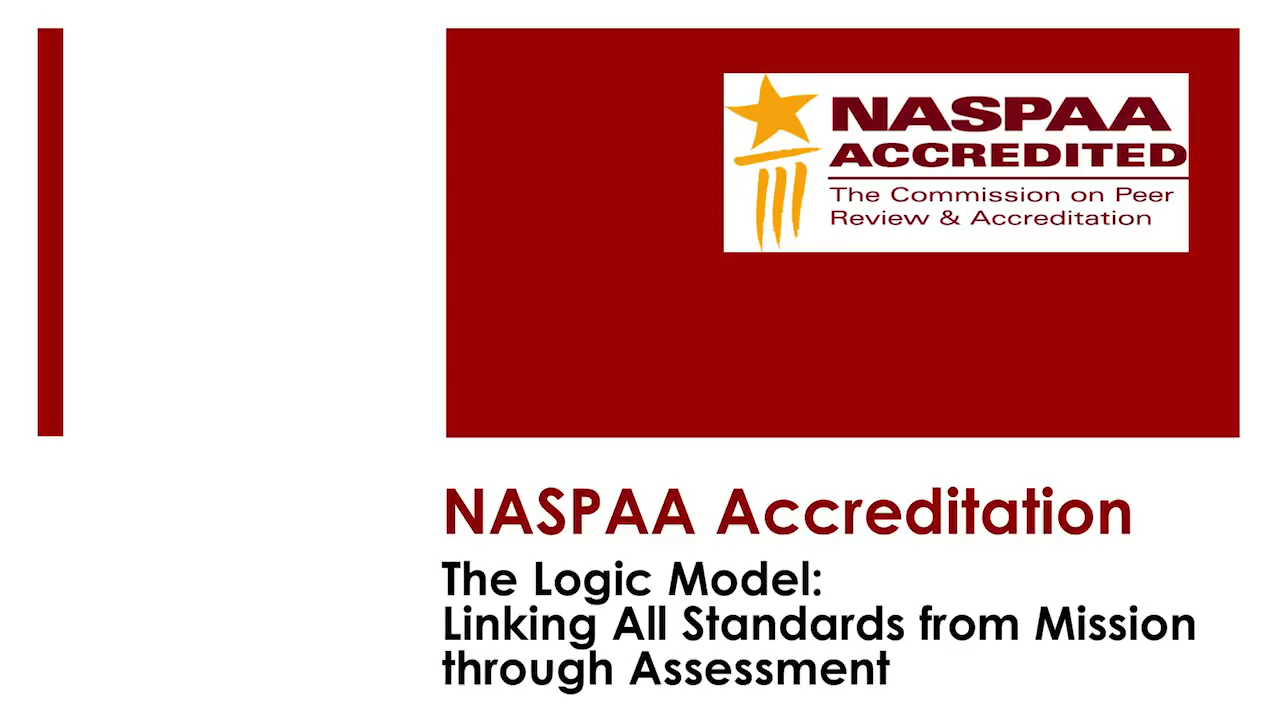 NASPAA
ACCREDITED
The Commission on Peer
Review & Accreditation
NASPAA Accreditation
The Logic Model:
Linking All Standards from Mission
through Assessment